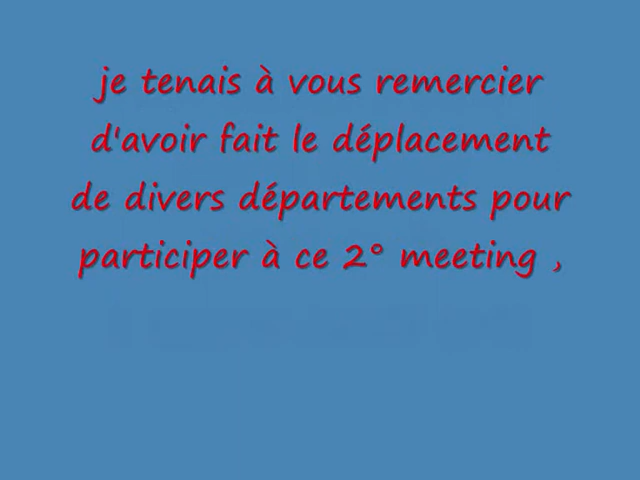 je tenais à vous remercier
d'avoir fait le déplacement
de divers départements pour
participer à ce 2° meeting ,